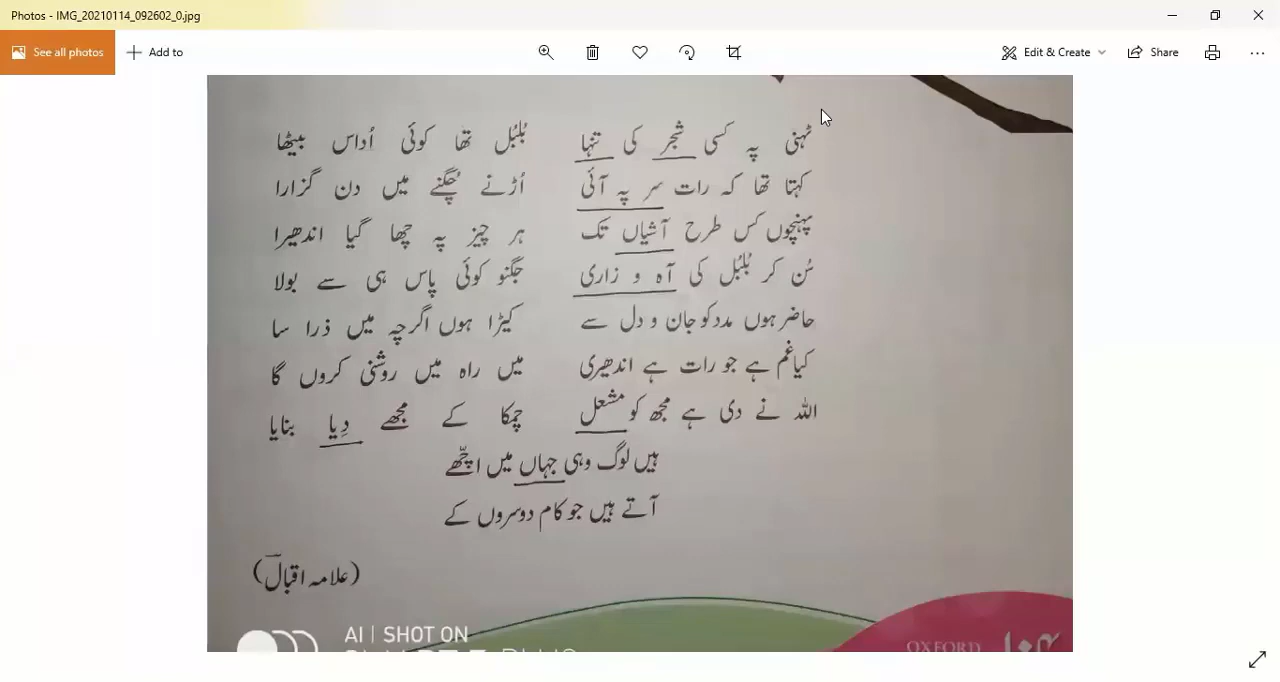 Photos - IMG_20210114_092602_0.jpg
See all photos
Add to
Edit & Create
Share
ٹہنی پہ کسی شجر کی تنہا بُلبُل تھا کوئی اُداس بیٹھا
کہتا تھا کہ رات سر پہ آئی اُڑنے چُگنے میں دن گزارا
پہنچوں کس طرح آشیاں تک ہر چیز پہ چھا گیا اندھیرا
سُن کر بُلبُل کی آہ و زاری جگنو کوئی پاس ہی سے بولا
حاضر ہوں مدد کو جان و دل سے کیڑا ہوں اگرچہ میں ذرا سا
کیا غم ہے جو رات ہے اندھیری میں راہ میں روشنی کروں گا
اللہ نے دی ہے مجھ کو مشعل چمکا کے مجھے دِیا بنایا
ہیں لوگ وہی جہاں میں اچّھے
آتے ہیں جو کام دوسروں کے
(علامہ اقبالؔ)
AI | SHOT ON
OXFORD